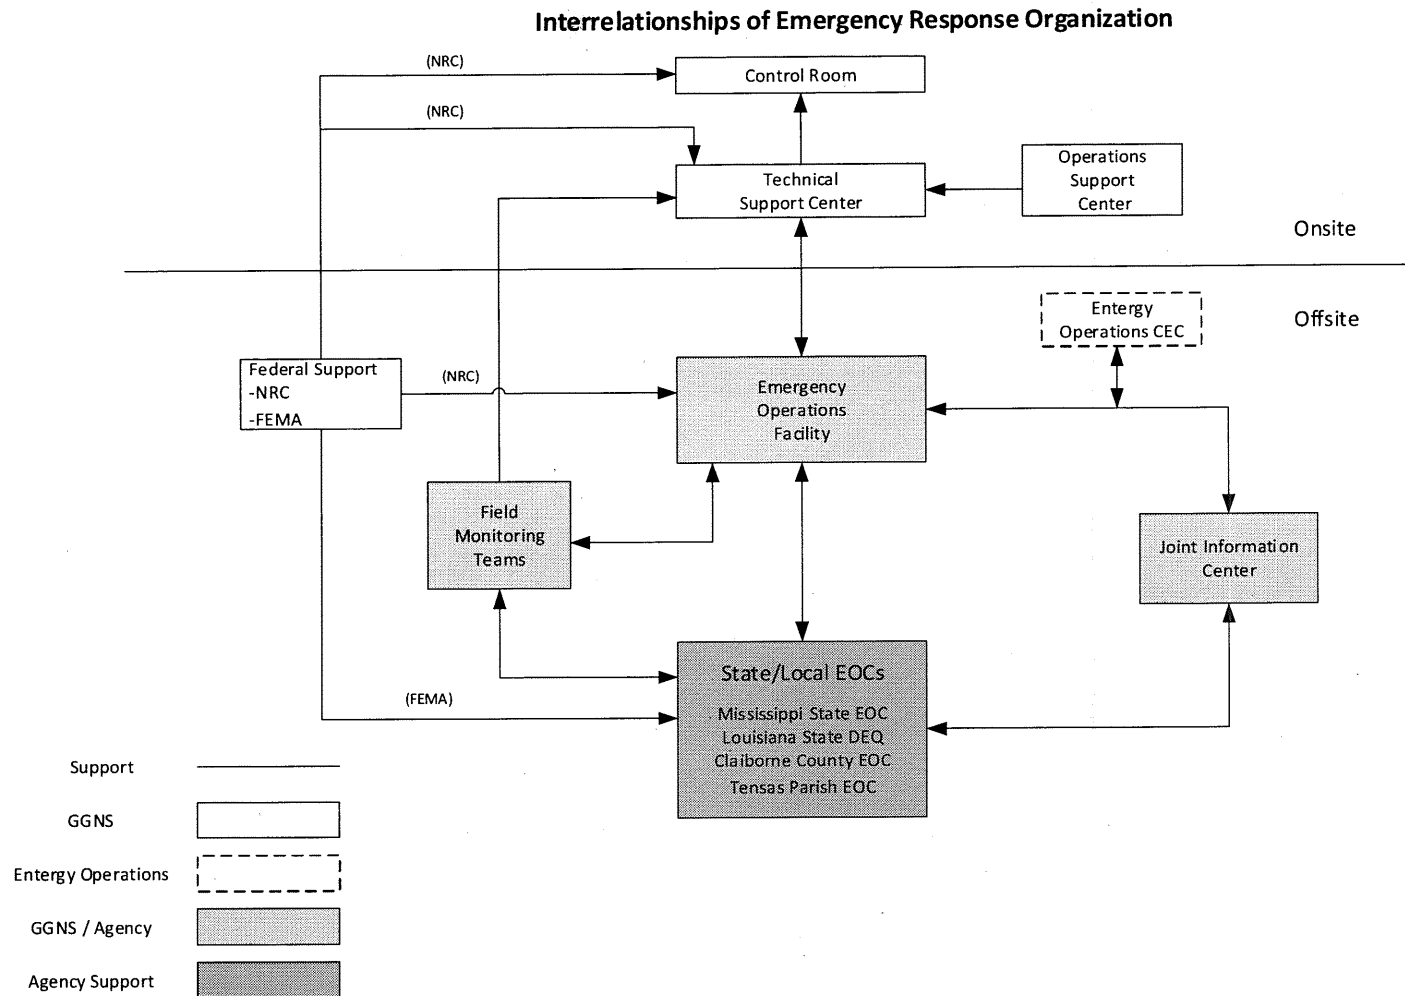 Interrelationships of Emergency Response Organization
(NRC)
Control Room
(NRC)
Technical
Support Center
Operations
Support
Center
Onsite
Offsite
Entergy
Operations CEC
Federal Support
-NRC
-FEMA
(NRC)
Emergency
Operations
Facility
Field
Monitoring
Teams
Joint Information
Center
State/Local EOCs
Mississippi State EOC
Louisiana State DEQ
Claiborne County EOC
Tensas Parish EOC
(FEMA)
Support
GGNS
Entergy Operations
GGNS / Agency
Agency Support